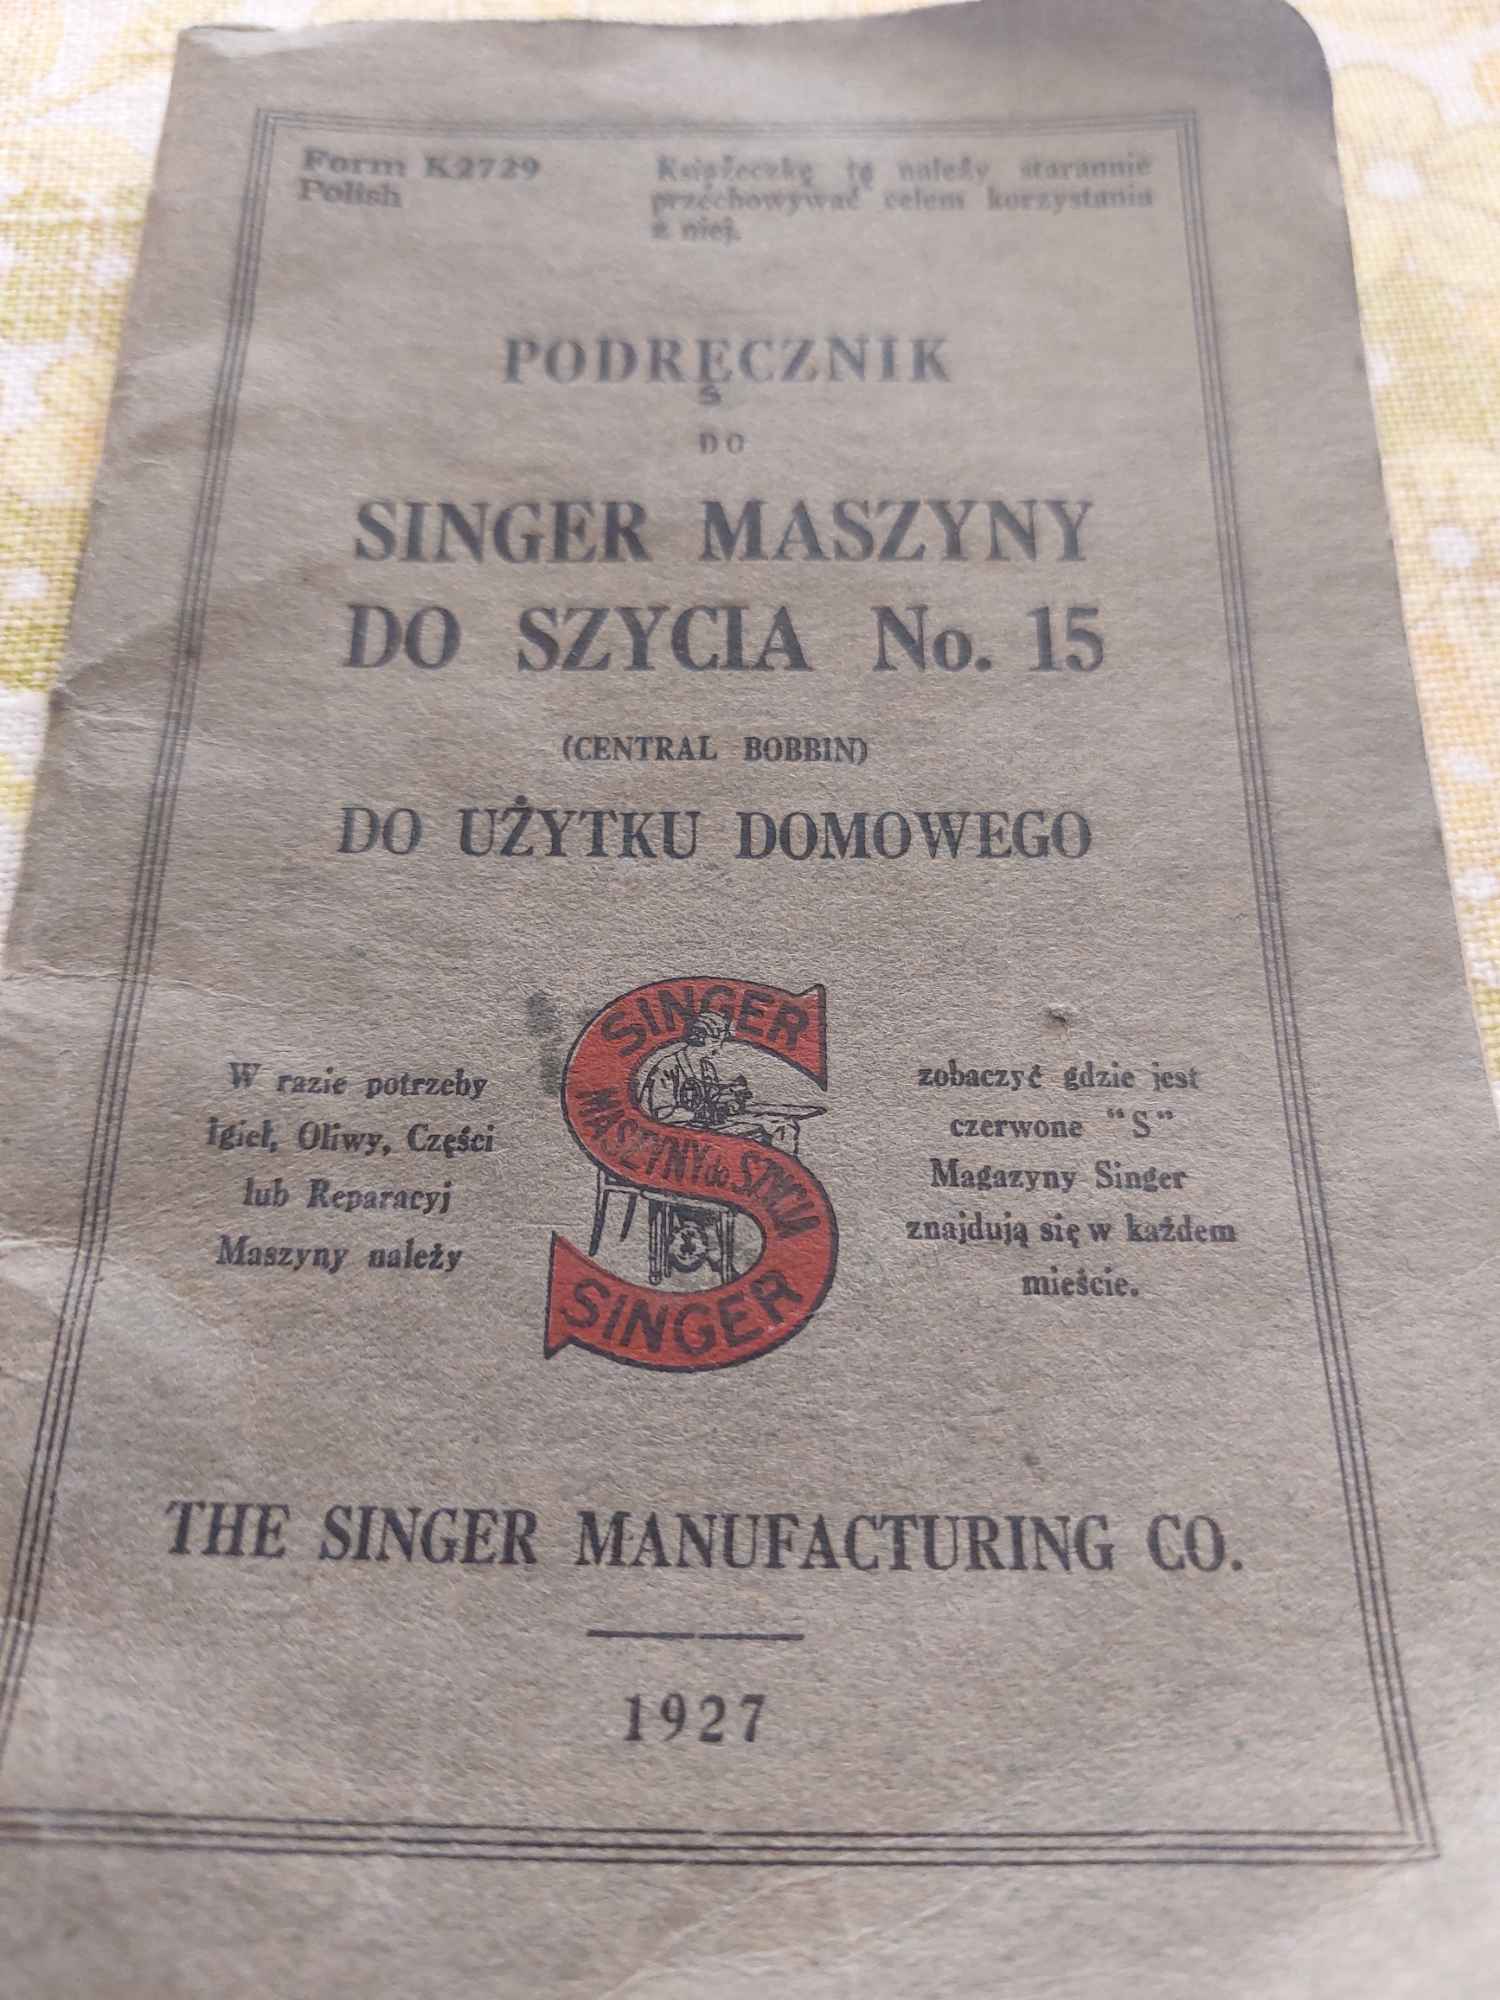 Form K2729
Polish
Książeczkę tę należy starannie
przechowywać celem korzystania
z niej.
PODRĘCZNIK
DO
SINGER MASZYNY
DO SZYCIA No. 15
(CENTRAL BOBBIN)
DO UŻYTKU DOMOWEGO
W razie potrzeby
Igieł, Oliwy, Części
lub Reparacyj
Maszyny należy
SINGER
MASZYNY do SZYCIA
SINGER
zobaczyć gdzie jest
czerwone "S"
Magazyny Singer
znajdują się w każdem
mieście.
THE SINGER MANUFACTURING CO.
1927